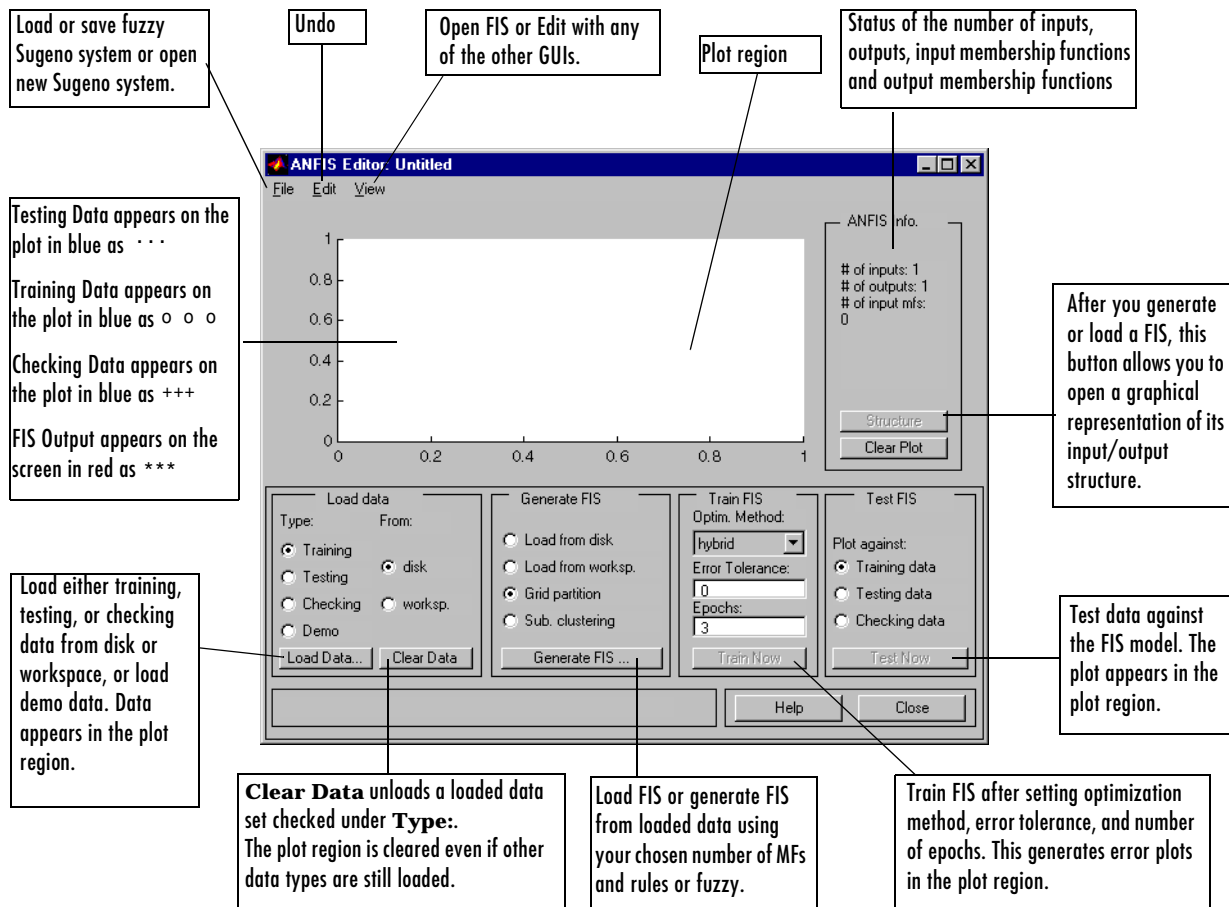 Load or save fuzzy
Sugeno system or open
new Sugeno system.
Undo
Open FIS or Edit with any
of the other GUIs.
Plot region
Status of the number of inputs,
outputs, input membership functions
and output membership functions
ANFIS Editor: Untitled
File Edit View
Testing Data appears on the
plot in blue as · · ·
Training Data appears on
the plot in blue as o o o
Checking Data appears on
the plot in blue as +++
FIS Output appears on the
screen in red as ***
1
0.8
0.6
0.4
0.2
0
0 0.2 0.4 0.6 0.8 1
ANFIS Info.
# of inputs: 1
# of outputs: 1
# of input mfs:
0
Structure
Clear Plot
After you generate
or load a FIS, this
button allows you to
open a graphical
representation of its
input/output
structure.
Load data
Type: From:
Training
Testing
Checking
Demo
disk
worksp.
Load Data... Clear Data
Generate FIS
Load from disk
Load from worksp.
Grid partition
Sub. clustering
Generate FIS ...
Train FIS
Optim. Method:
hybrid
Error Tolerance:
0
Epochs:
3
Train Now
Test FIS
Plot against:
Training data
Testing data
Checking data
Test Now
Help Close
Load either training,
testing, or checking
data from disk or
workspace, or load
demo data. Data
appears in the plot
region.
Test data against
the FIS model. The
plot appears in the
plot region.
Clear Data unloads a loaded data
set checked under Type:.
The plot region is cleared even if other
data types are still loaded.
Load FIS or generate FIS
from loaded data using
your chosen number of MFs
and rules or fuzzy.
Train FIS after setting optimization
method, error tolerance, and number
of epochs. This generates error plots
in the plot region.